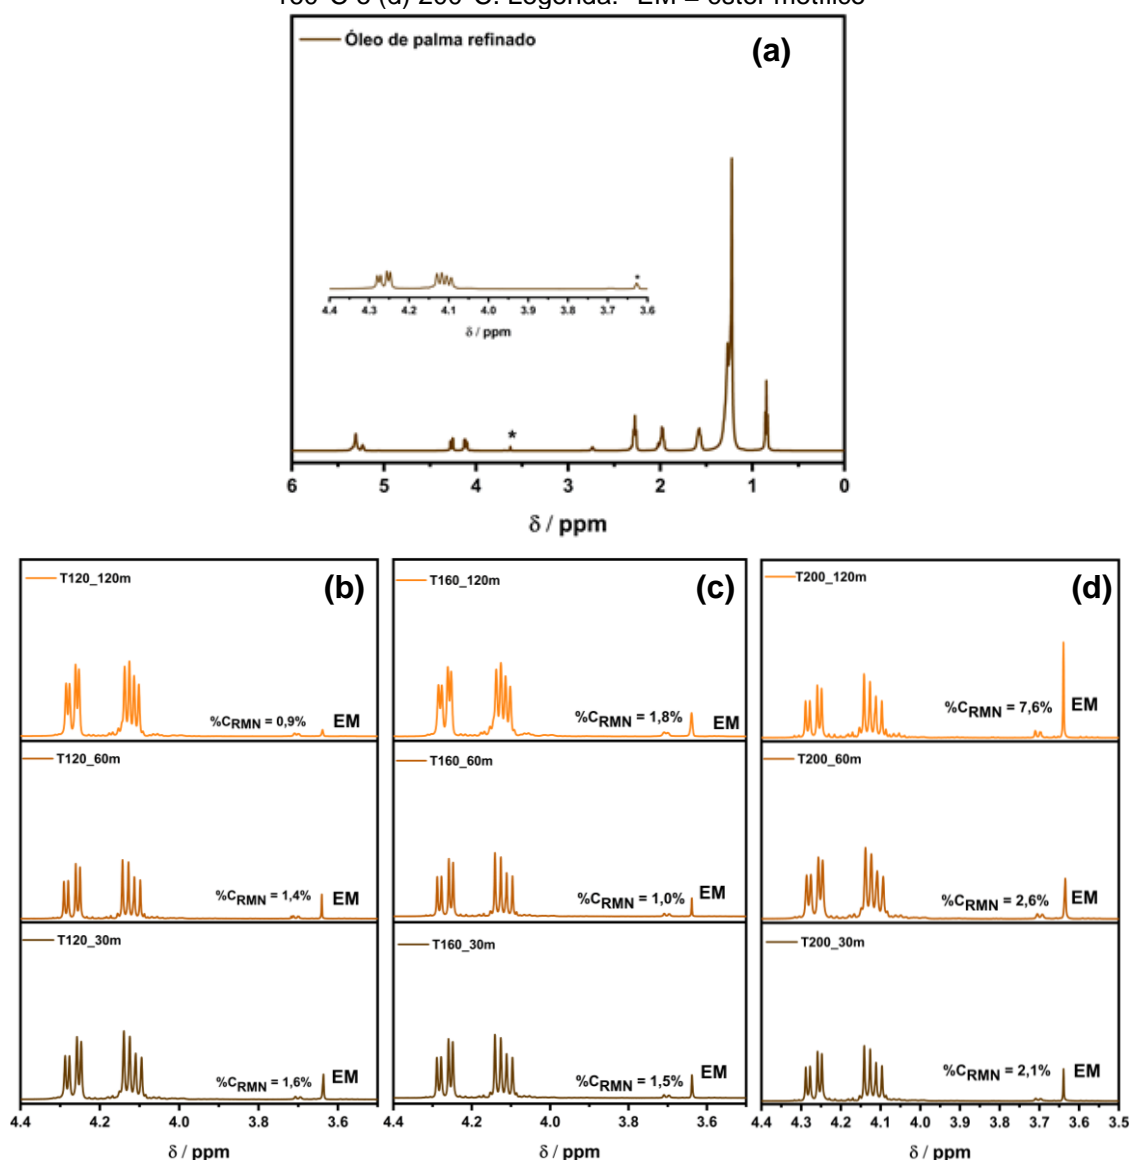 160°C e (d) 200°C. Legenda: *EM = éster metílico
Óleo de palma refinado
(a)
*
4.4 4.3 4.2 4.1 4.0 3.9 3.8 3.7 3.6
δ / ppm
*
6 5 4 3 2 1 0
δ / ppm
T120_120m
(b)
%CRMN = 0,9%
EM
T120_60m
%CRMN = 1,4%
EM
T120_30m
%CRMN = 1,6%
EM
4.4 4.2 4.0 3.8 3.6
δ / ppm
T160_120m
(c)
%CRMN = 1,8%
EM
T160_60m
%CRMN = 1,0%
EM
T160_30m
%CRMN = 1,5%
EM
4.4 4.2 4.0 3.8 3.6
δ / ppm
T200_120m
(d)
%CRMN = 7,6%
EM
T200_60m
%CRMN = 2,6%
EM
T200_30m
%CRMN = 2,1%
EM
4.4 4.3 4.2 4.1 4.0 3.9 3.8 3.7 3.6 3.5
δ / ppm